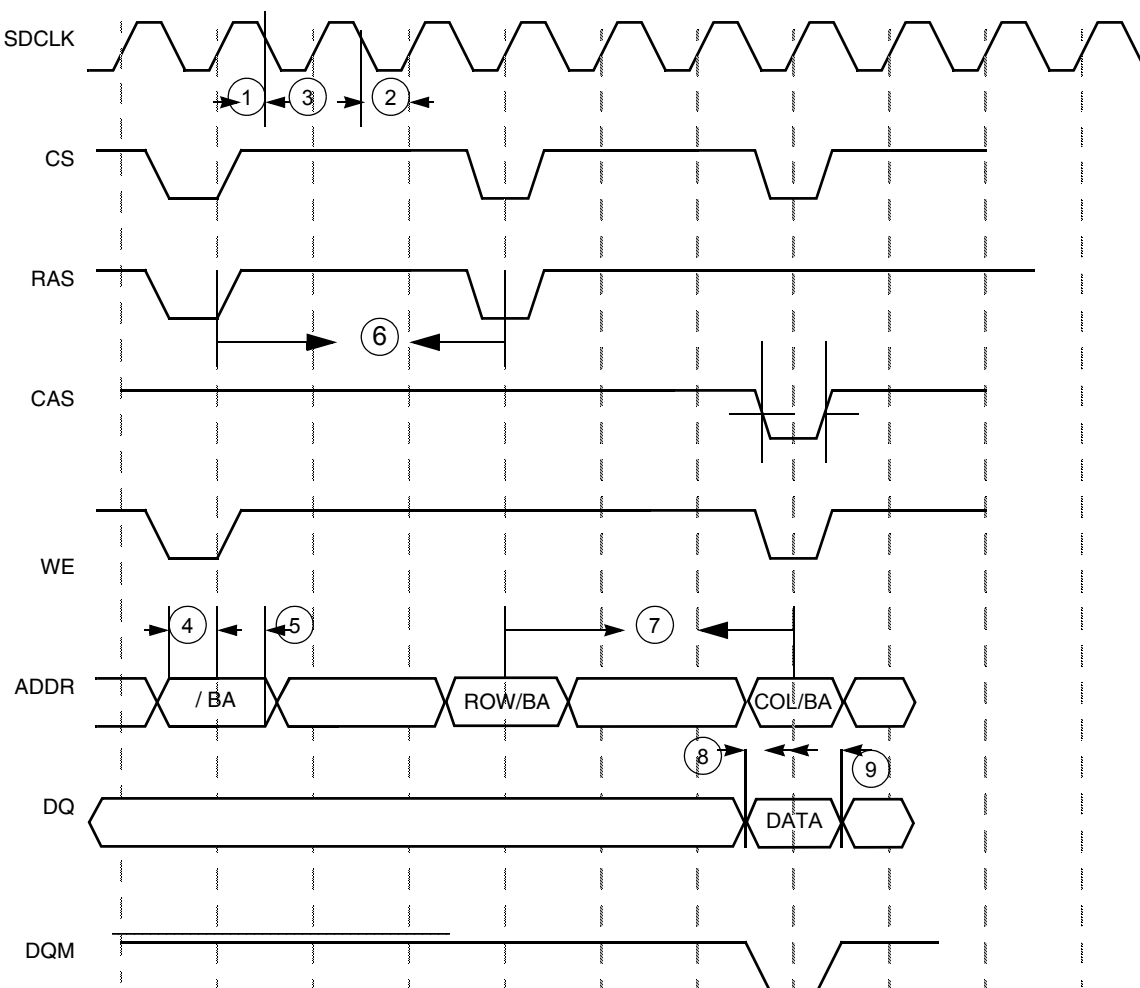 SDCLK
1 3 2
CS
RAS
6
CAS
WE
4 5 7
ADDR / BA ROW/BA COL/BA
8 9
DQ DATA
DQM